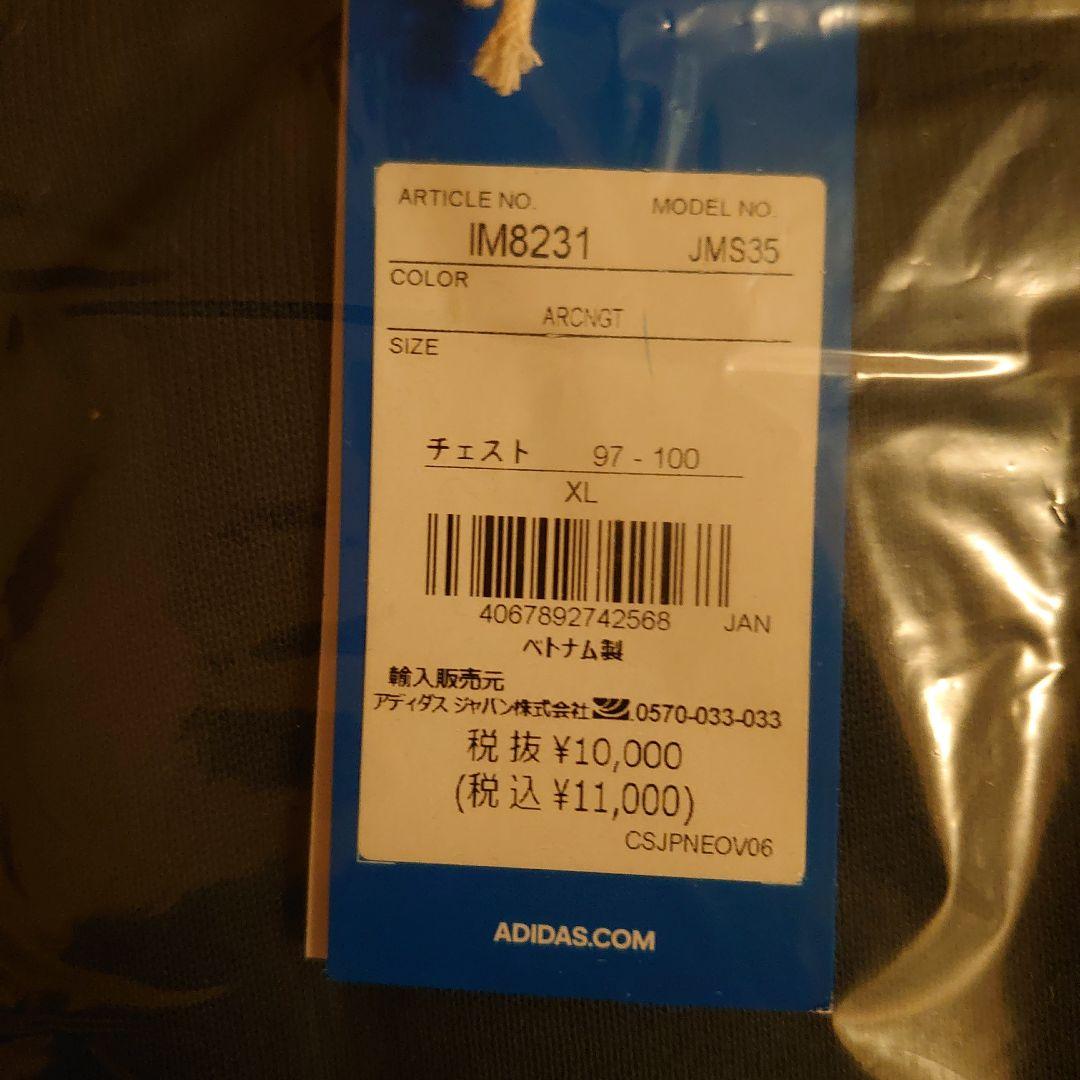 ARTICLE NO. MODEL NO.
IM8231 JMS35
COLOR
ARCNGT
SIZE
チェスト 97 - 100
XL
4067892742568 JAN
ベトナム製
輸入販売元
アディダス ジャパン株式会社 0570-033-033
税抜 ¥10,000
(税込 ¥11,000)
CSJPNEOV06
ADIDAS.COM